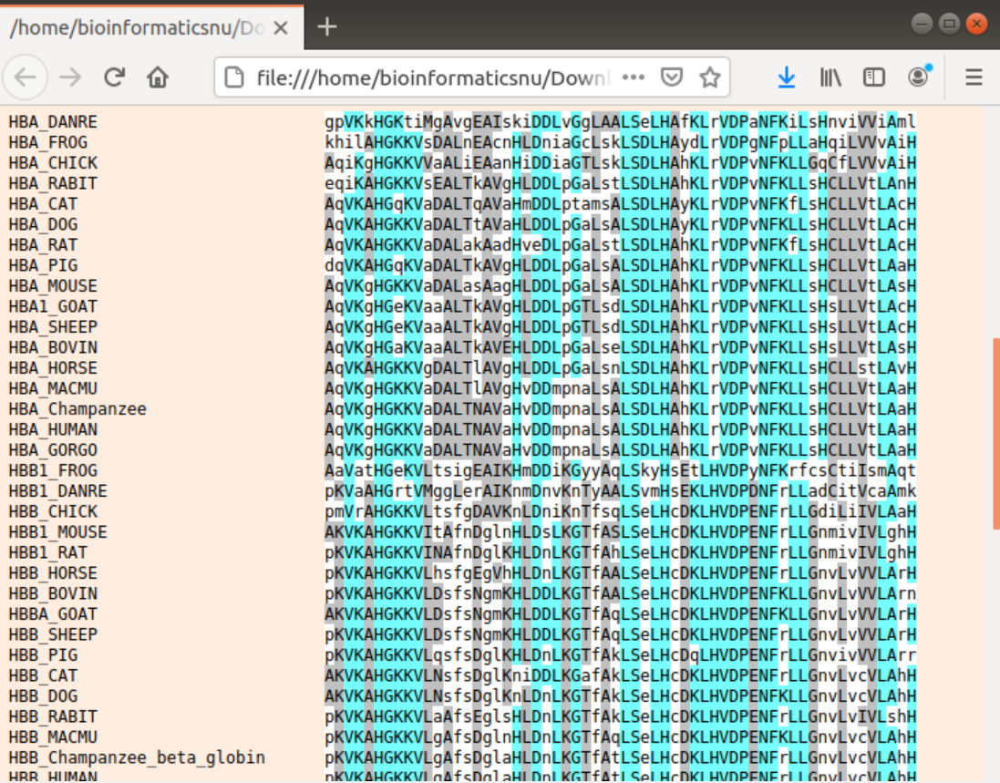 /home/bioinformaticsnu/Do
file:///home/bioinformaticsnu/Downl
HBA_DANRE gpVKkHGKtiMgAvgEAIskiDDLvGgLAALSeLHAfKLrVDPaNFKiLsHnviVViAml
HBA_FROG khilAHGKKVsDALnEAcnHLDniaGcLskLSDLHAydLrVDPgNFpLLaHqiLVVvAiH
HBA_CHICK AqiKgHGKKVVaALiEAanHiDDiaGTLskLSDLHAhKLrVDPvNFKLLGqCfLVVvAiH
HBA_RABIT eqiKAHGKKVsEALTkAVgHLDDLpGaLstLSDLHAhKLrVDPvNFKLLsHCLLVtLAnH
HBA_CAT AqVKAHGqKVaDALTqAVaHmDDLptamsALSDLHAyKLrVDPvNFKfLsHCLLVtLAcH
HBA_DOG AqVKAHGKKVaDALTtAVaHLDDLpGaLsALSDLHAyKLrVDPvNFKLLsHCLLVtLAcH
HBA_RAT AqVKAHGKKVaDALakAadHveDLpGaLstLSDLHAhKLrVDPvNFKfLsHCLLVtLAcH
HBA_PIG dqVKAHGqKVaDALTkAVgHLDDLpGaLsALSDLHAhKLrVDPvNFKLLsHCLLVtLAaH
HBA_MOUSE AqVKgHGKKVaDALasAagHLDDLpGaLsALSDLHAhKLrVDPvNFKLLsHCLLVtLAsH
HBA1_GOAT AqVKgHGeKVaaALTkAVgHLDDLpGTLsdLSDLHAhKLrVDPvNFKLLsHsLLVtLAcH
HBA_SHEEP AqVKgHGeKVaaALTkAVgHLDDLpGTLsdLSDLHAhKLrVDPvNFKLLsHsLLVtLAcH
HBA_BOVIN AqVKgHGaKVaaALTkAVEHLDDLpGaLseLSDLHAhKLrVDPvNFKLLsHsLLVtLAsH
HBA_HORSE AqVKAHGKKVgDALTlAVgHLDDLpGaLsnLSDLHAhKLrVDPvNFKLLsHCLLstLAvH
HBA_MACMU AqVKgHGKKVaDALTlAVgHvDDmpnaLsALSDLHAhKLrVDPvNFKLLsHCLLVtLAaH
HBA_Champanzee AqVKgHGKKVaDALTNAVaHvDDmpnaLsALSDLHAhKLrVDPvNFKLLsHCLLVtLAaH
HBA_HUMAN AqVKgHGKKVaDALTNAVaHvDDmpnaLsALSDLHAhKLrVDPvNFKLLsHCLLVtLAaH
HBA_GORGO AqVKgHGKKVaDALTNAVaHvDDmpnaLsALSDLHAhKLrVDPvNFKLLsHCLLVtLAaH
HBB1_FROG AaVatHGeKVLtsigEAIKHmDDiKGyyAqLSkyHsEtLHVDPyNFKrfcsCtiIsmAqt
HBB1_DANRE pKVaAHGrtVMggLerAIKnmDnvKnTyAALSvmHsEKLHVDPDNFrLLadCitVcaAmk
HBB_CHICK pmVrAHGKKVLtsfgDAVKnLDniKnTfsqLSeLHcDKLHVDPENFrLLGdiLiIVLAaH
HBB1_MOUSE AKVKAHGKKVItAfnDglnHLDsLKGTfASLSeLHcDKLHVDPENFrLLGnmivIVLghH
HBB1_RAT pKVKAHGKKVINAfnDglKHLDnLKGTfAhLSeLHcDKLHVDPENFrLLGnmivIVLghH
HBB_HORSE pKVKAHGKKVLhsfgEgVhHLDnLKGTfAALSeLHcDKLHVDPENFrLLGnvLvVVLArH
HBB_BOVIN pKVKAHGKKVLDsfsNgmKHLDDLKGTfAALSeLHcDKLHVDPENFKLLGnvLvVVLArn
HBBA_GOAT AKVKAHGKKVLDsfsNgmKHLDDLKGTfAqLSeLHcDKLHVDPENFKLLGnvLvVVLArH
HBB_SHEEP pKVKAHGKKVLDsfsNgmKHLDDLKGTfAqLSeLHcDKLHVDPENFrLLGnvLvVVLArH
HBB_PIG pKVKAHGKKVLqsfsDglKHLDnLKGTfAkLSeLHcDqLHVDPENFrLLGnvivVVLArr
HBB_CAT AKVKAHGKKVLNsfsDglKniDDLKGafAkLSeLHcDKLHVDPENFrLLGnvLvcVLAhH
HBB_DOG AKVKAHGKKVLNsfsDglKnLDnLKGTfAkLSeLHcDKLHVDPENFKLLGnvLvcVLAhH
HBB_RABIT pKVKAHGKKVLaAfsEglsHLDnLKGTfAkLSeLHcDKLHVDPENFrLLGnvLvIVLshH
HBB_MACMU pKVKAHGKKVLgAfsDglnHLDnLKGTfAqLSeLHcDKLHVDPENFKLLGnvLvcVLAhH
HBB_Champanzee_beta_globin pKVKAHGKKVLgAfsDglaHLDnLKGTfAtLSeLHcDKLHVDPENFrLLGnvLvcVLAhH
HBB_HUMAN pKVKAHGKKVLgAfsDglaHLDnLKGTfAtLSeLHcDKLHVDPENFrLLGnvLvcVLAhH